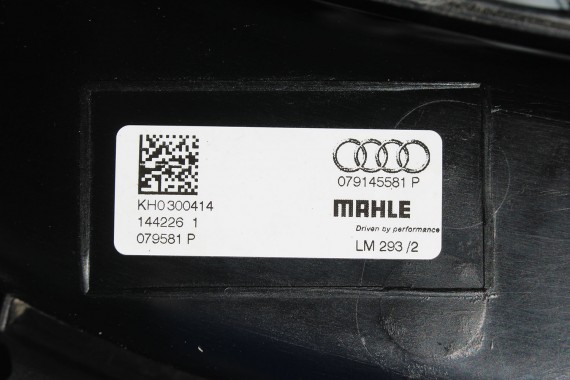 KH0300414
144226 1
079581 P
079145581 P
MAHLE
Driven by performance
LM 293 /2